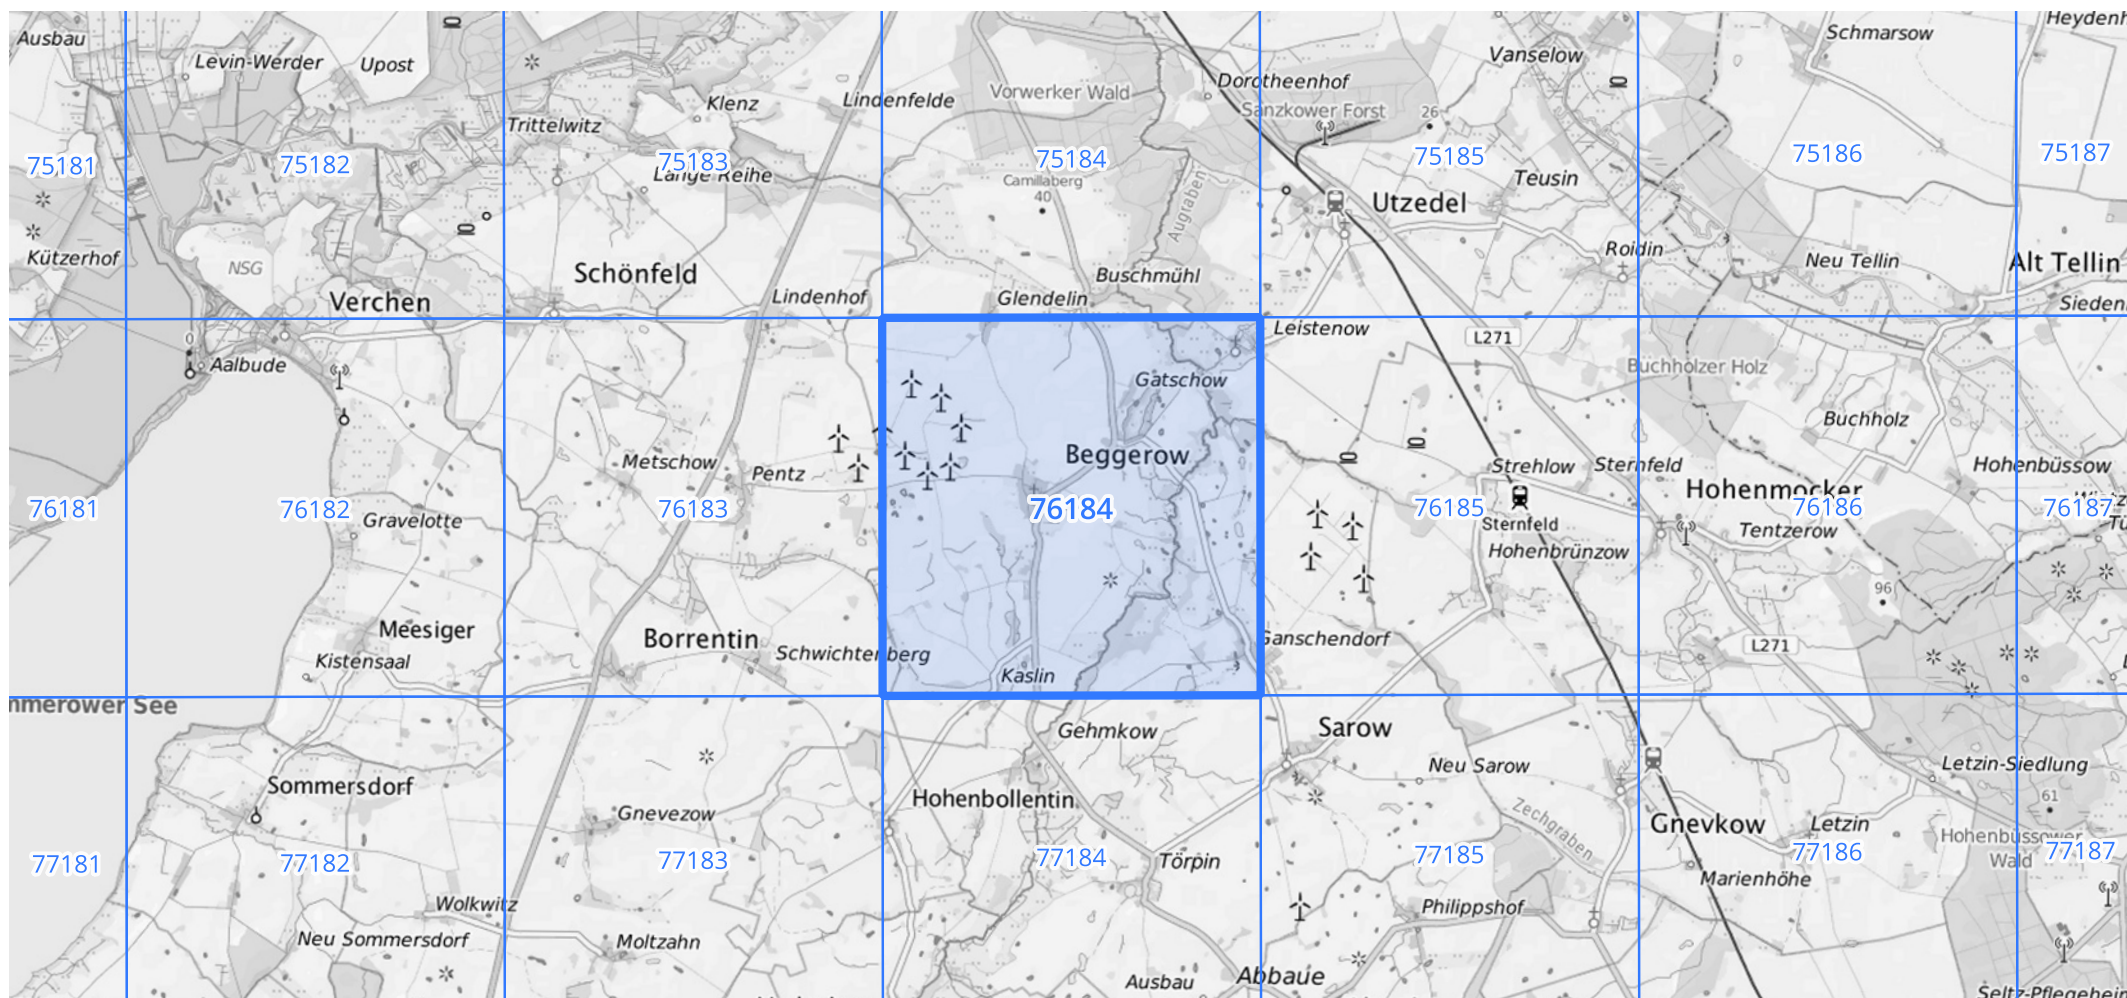 Ausbau
Levin-Werder
Upost
Schmarsow
Vanselow
Dorotheenhof
Vorwerker Wald
Lindenfelde
Klenz
Sanzkower Forst
26
Trittelwitz
75181
75182
75183
75184
75185
75186
75187
Lange Reihe
Camillaberg
40
Teusin
Utzedel
Augraben
Kützerhof
NSG
Schönfeld
Buschmühl
Roidin
Neu Tellin
Alt Tellin
Verchen
Lindenhof
Glendelin
Leistenow
L271
0
Aalbude
Gatschow
Buchholzer Holz
Buchholz
Metschow
Pentz
Beggerow
Strehlow
Sternfeld
Hohenbüssow
Hohenmocker
76181
76182
76183
76184
76185
76186
76187
Gravelotte
Sternfeld
Tentzerow
Hohenbrünzow
96
Meesiger
Borrentin
Schwichtenberg
Ganschendorf
L271
Kistensaal
Kaslin
mmerower See
Gehmkow
Sarow
Neu Sarow
Letzin-Siedlung
Sommersdorf
Hohenbollentin
Gnevezow
61
Zechgraben
Gnevkow
Letzin
Hohenbüssower
Wald
77181
77182
77183
77184
77185
77186
77187
Törpin
Marienhöhe
Wolkwitz
Philippshof
Neu Sommersdorf
Moltzahn
Ausbau
Abbaue